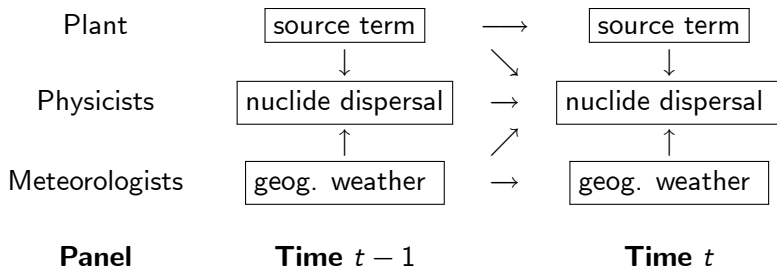 Plant source term source term
Physicists nuclide dispersal nuclide dispersal
Meteorologists geog. weather geog. weather
Panel Time t − 1 Time t